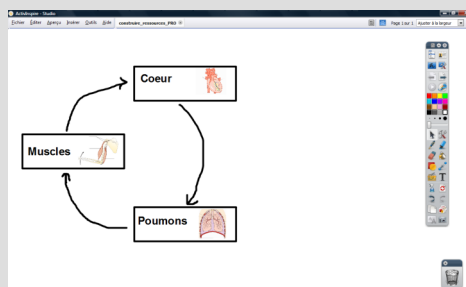 ActivInspire - Studio
Fichier Éditer Aperçu Insérer Outils Aide construire_ressources_PRO
Page 1 sur 1 Ajuster à la largeur
Coeur
Muscles
Poumons